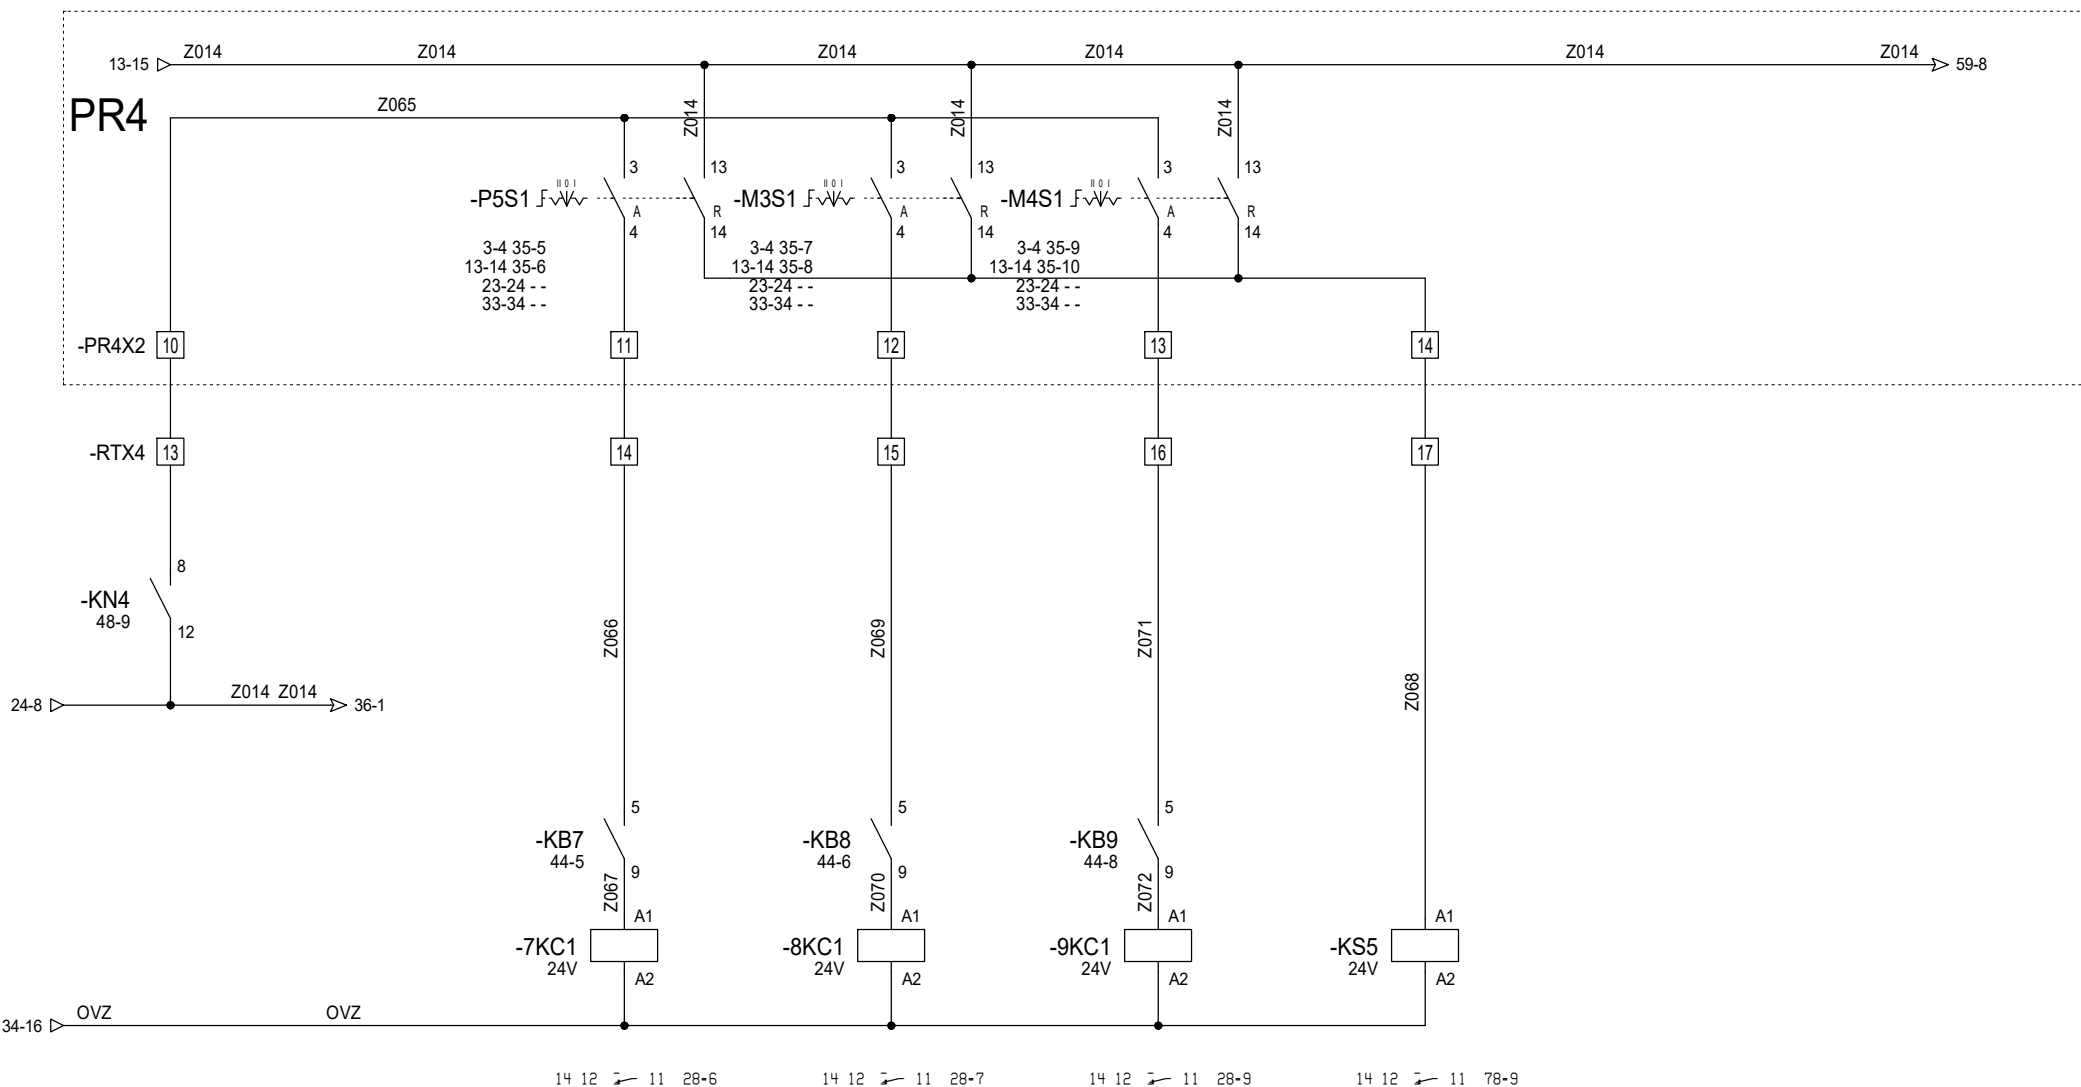 Z014 Z014 Z014 Z014 Z014 Z014
13-15 59-8
PR4
Z065
Z014 Z014 Z014
3 13 3 13 3 13
II 0 I II 0 I II 0 I
-P5S1 -M3S1 -M4S1
A R A R A R
4 14 4 14 4 14
3-4 35-5 3-4 35-7 3-4 35-9
13-14 35-6 13-14 35-8 13-14 35-10
23-24 - - 23-24 - - 23-24 - -
33-34 - - 33-34 - - 33-34 - -
-PR4X2 10 11 12 13 14
-RTX4 13 14 15 16 17
8
-KN4
48-9
12
Z066 Z069 Z071 Z068
Z014 Z014
24-8 36-1
5 5 5
-KB7 -KB8 -KB9
44-5 44-6 44-8
9 9 9
Z067 Z070 Z072
A1 A1 A1 A1
-7KC1 -8KC1 -9KC1 -KS5
24V 24V 24V 24V
A2 A2 A2 A2
OVZ OVZ
34-16
14 12 11 28-6 14 12 11 28-7 14 12 11 28-9 14 12 11 78-9